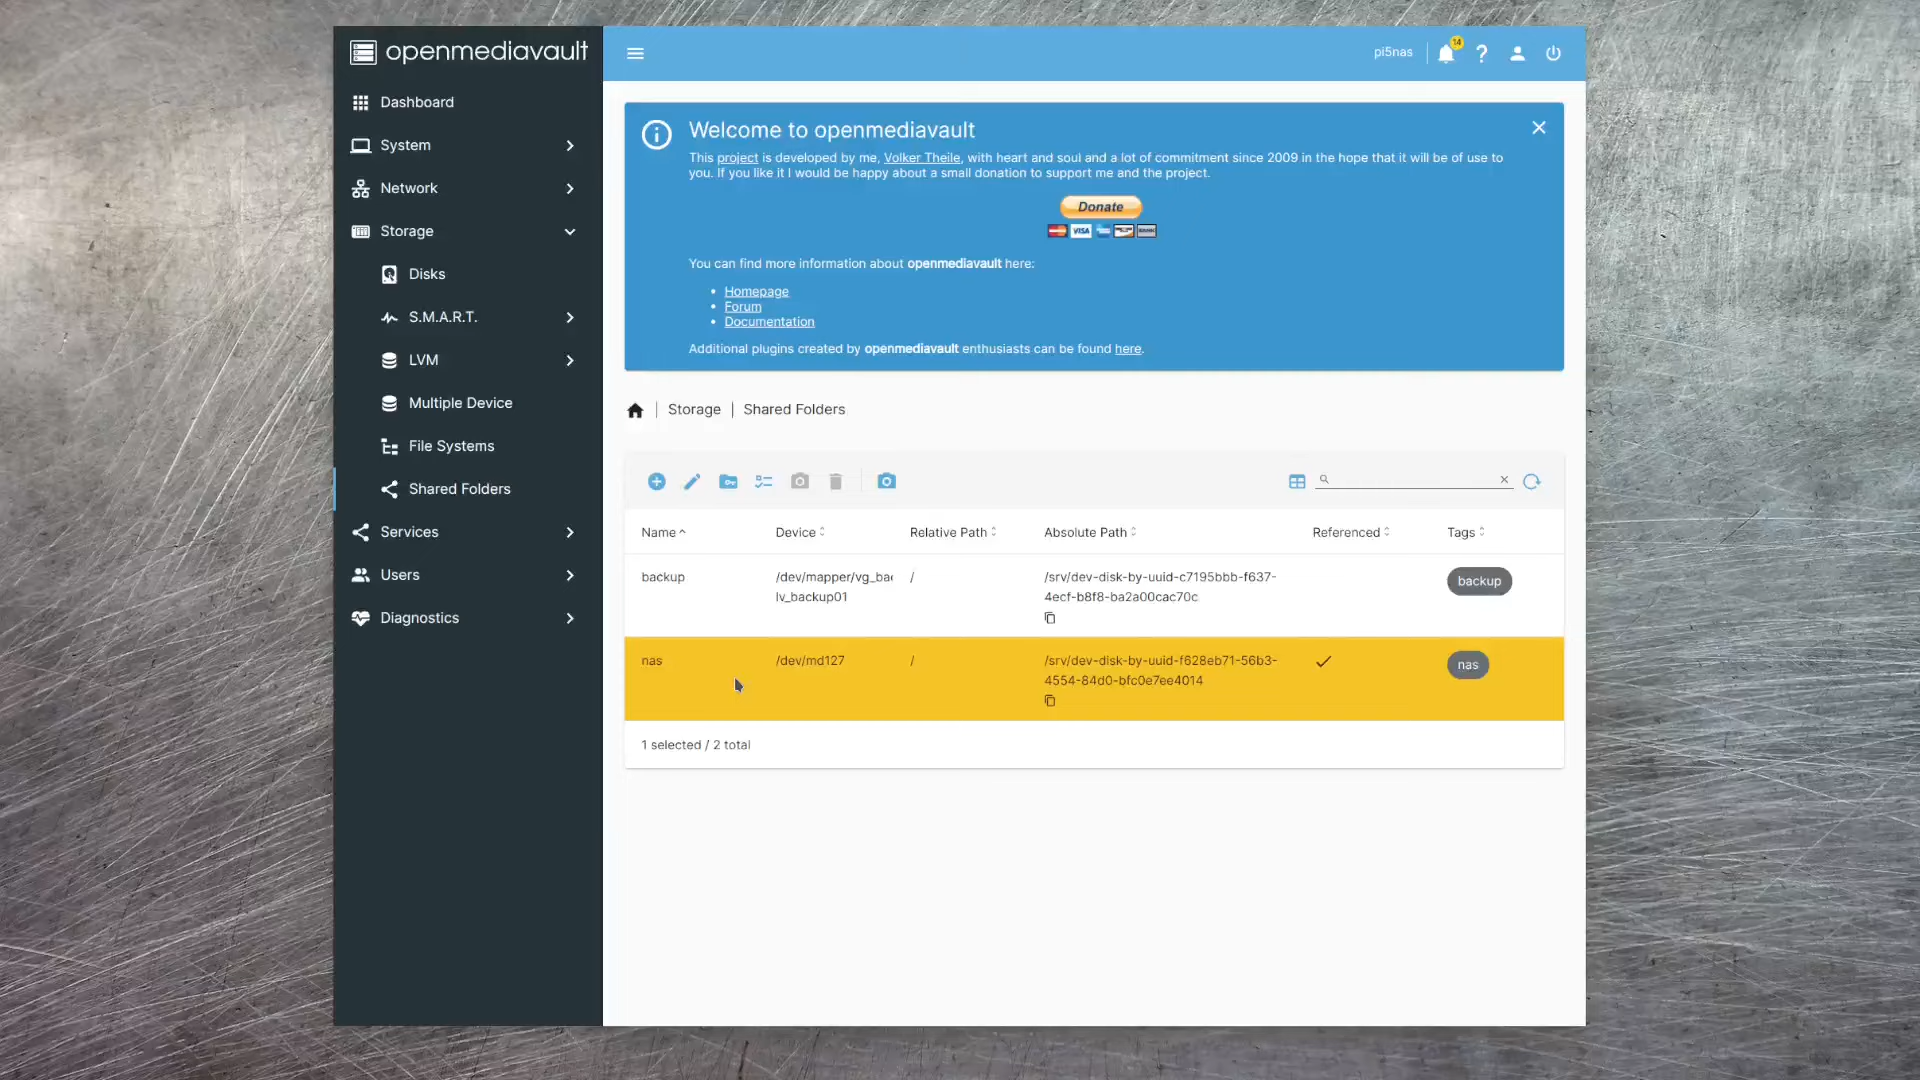 openmediavault
pi5nas
14
Dashboard
System
Network
Storage
Disks
S.M.A.R.T.
LVM
Multiple Device
File Systems
Shared Folders
Services
Users
Diagnostics
Welcome to openmediavault
This project is developed by me, Volker Theile, with heart and soul and a lot of commitment since 2009 in the hope that it will be of use to
you. If you like it I would be happy about a small donation to support me and the project.
Donate
VISA
You can find more information about openmediavault here:
• Homepage
• Forum
• Documentation
Additional plugins created by openmediavault enthusiasts can be found here.
Storage | Shared Folders
Name Device Relative Path Absolute Path Referenced Tags
backup /dev/mapper/vg_bac / /srv/dev-disk-by-uuid-c7195bbb-f637- backup
lv_backup01 4ecf-b8f8-ba2a00cac70c
nas /dev/md127 / /srv/dev-disk-by-uuid-f628eb71-56b3- nas
4554-84d0-bfc0e7ee4014
1 selected / 2 total